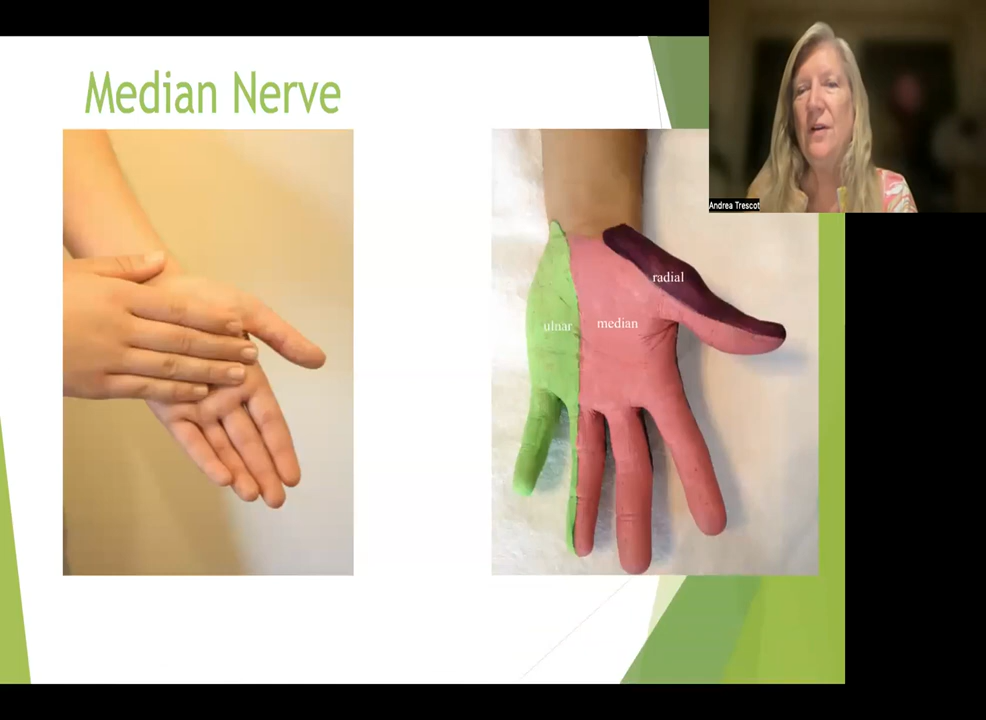 Median Nerve
Andrea Trescot
radial
ulnar
median